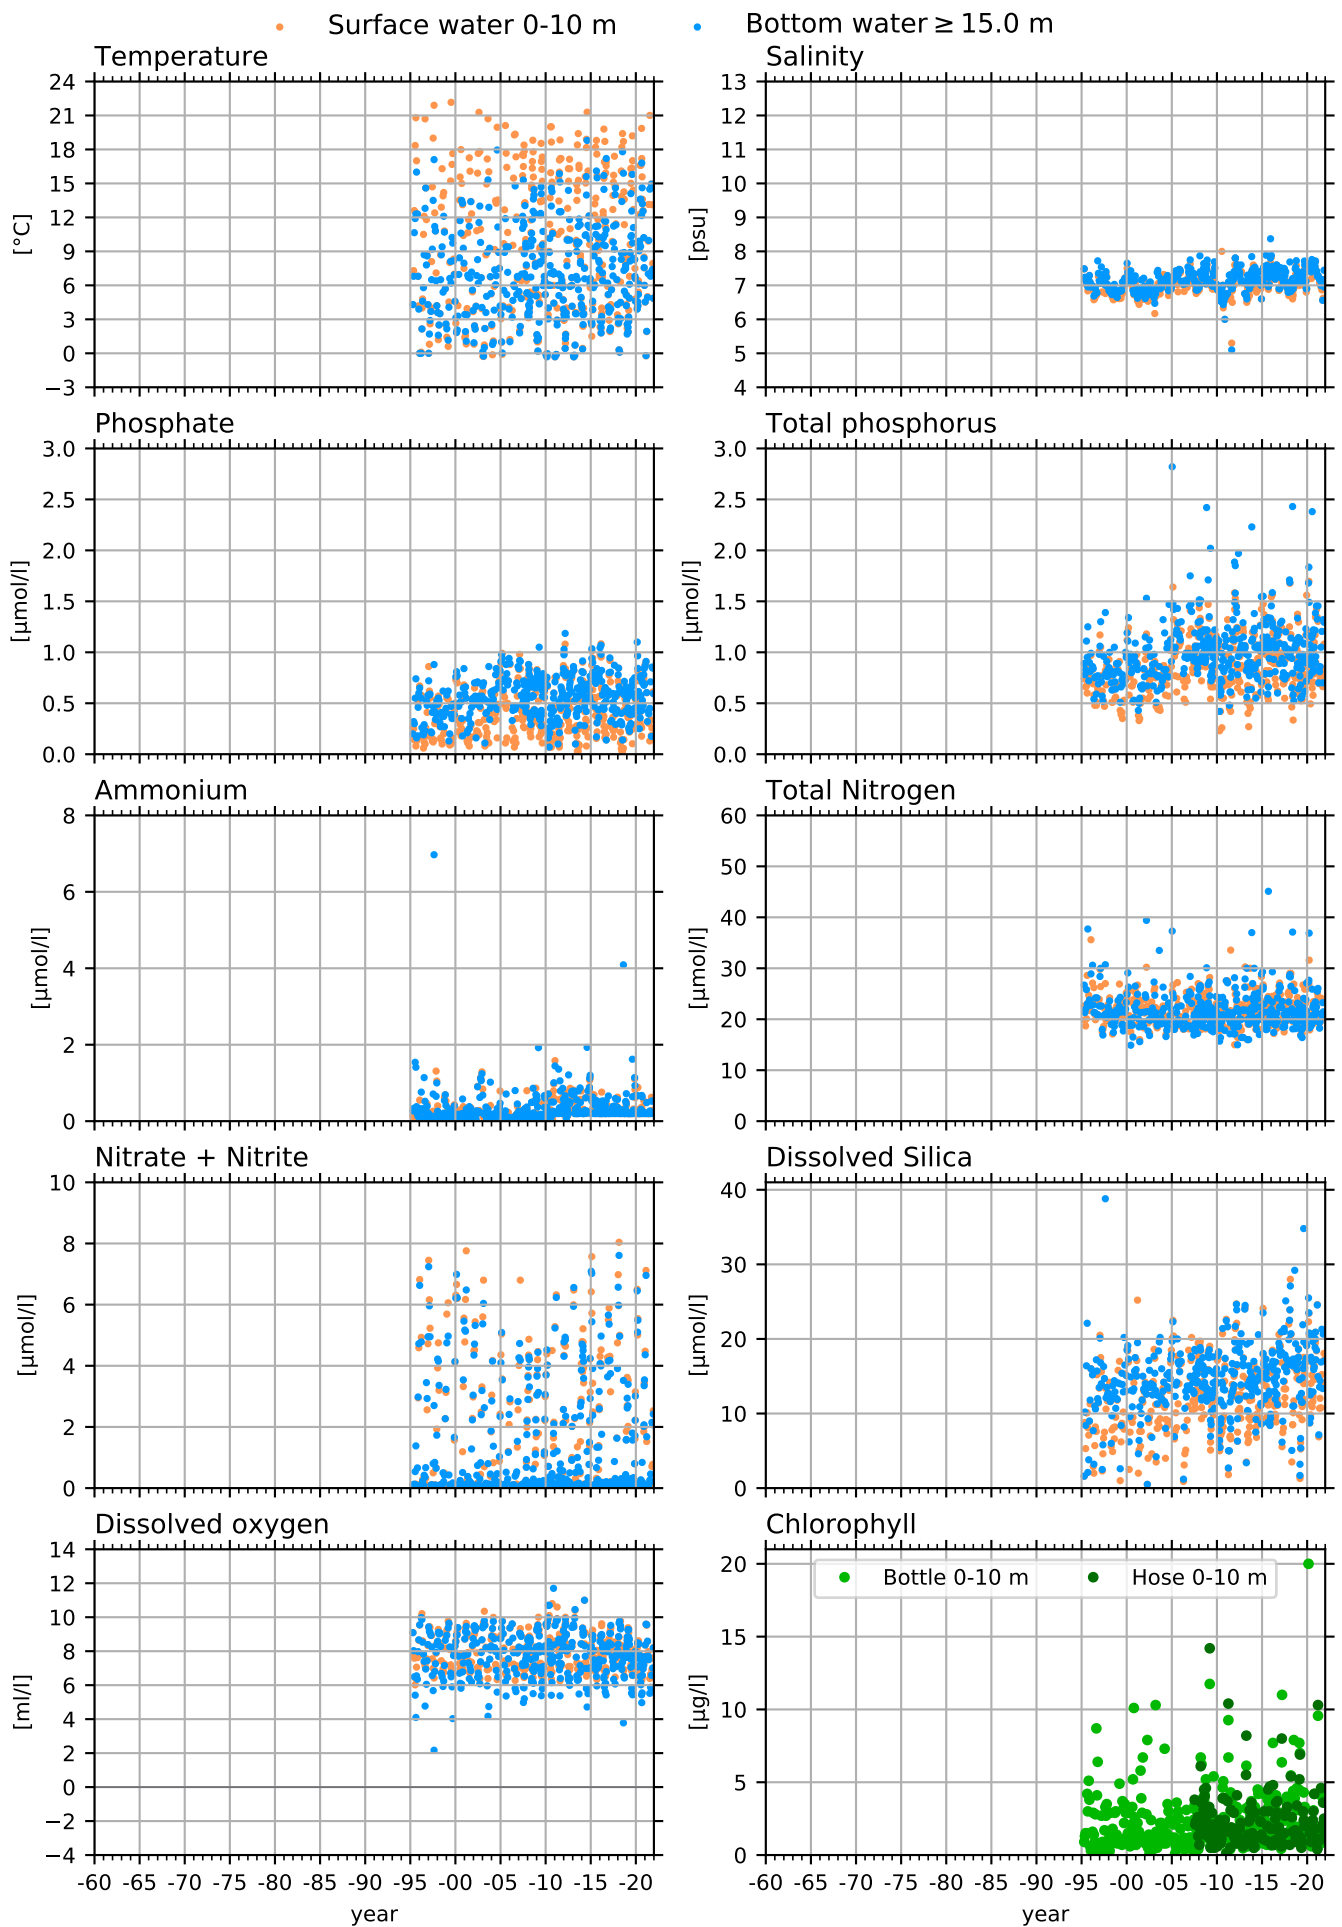 Surface water 0-10 m Bottom water ≥ 15.0 m
Temperature Salinity
24 21 18 15 12 9 6 3 0 −3
[°C]
13 12 11 10 9 8 7 6 5 4
[psu]
Phosphate Total phosphorus
3.0 2.5 2.0 1.5 1.0 0.5 0.0
[µmol/l]
3.0 2.5 2.0 1.5 1.0 0.5 0.0
[µmol/l]
Ammonium Total Nitrogen
8 6 4 2 0
[µmol/l]
60 50 40 30 20 10 0
[µmol/l]
Nitrate + Nitrite Dissolved Silica
10 8 6 4 2 0
[µmol/l]
40 30 20 10 0
[µmol/l]
Dissolved oxygen Chlorophyll
14 12 10 8 6 4 2 0 −2 −4
[ml/l]
Bottle 0-10 m Hose 0-10 m
20 15 10 5 0
[µg/l]
-60 -65 -70 -75 -80 -85 -90 -95 -00 -05 -10 -15 -20
year
-60 -65 -70 -75 -80 -85 -90 -95 -00 -05 -10 -15 -20
year